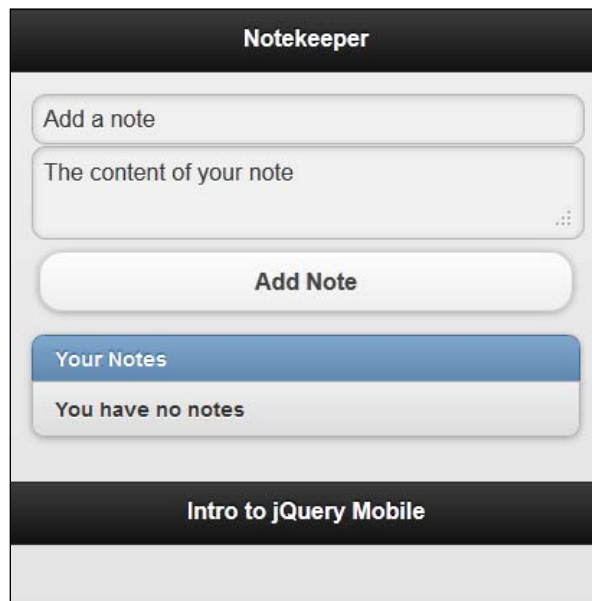 Notekeeper
Add a note
The content of your note
Add Note
Your Notes
You have no notes
Intro to jQuery Mobile